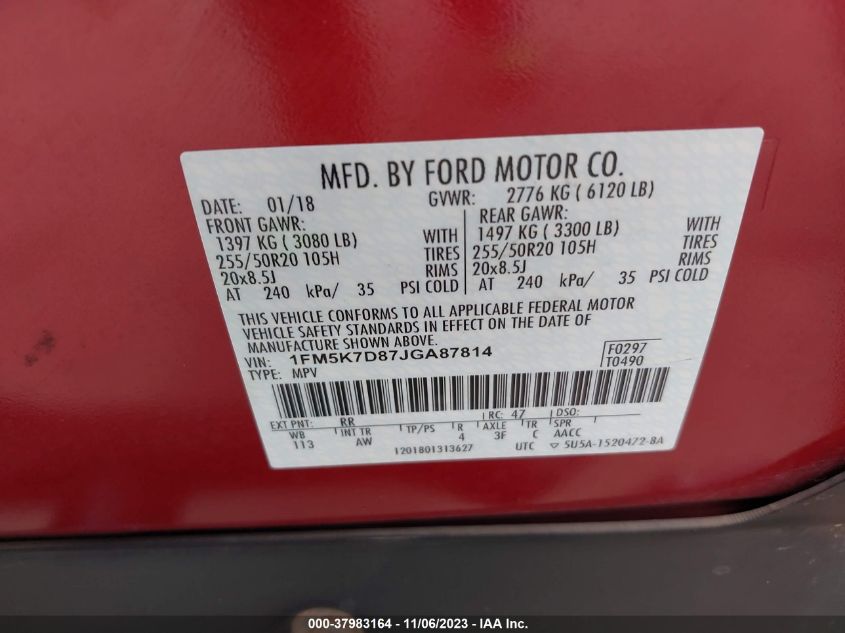 MFD. BY FORD MOTOR CO.
DATE: 01/18 GVWR: 2776 KG ( 6120 LB)
FRONT GAWR: REAR GAWR:
1397 KG ( 3080 LB) WITH 1497 KG ( 3300 LB) WITH
255/50R20 105H TIRES 255/50R20 105H TIRES
20x8.5J RIMS 20x8.5J RIMS
AT 240 kPa/ 35 PSI COLD AT 240 kPa/ 35 PSI COLD
THIS VEHICLE CONFORMS TO ALL APPLICABLE FEDERAL MOTOR
VEHICLE SAFETY STANDARDS IN EFFECT ON THE DATE OF
MANUFACTURE SHOWN ABOVE.
VIN: 1FM5K7D87JGA87814 F0297
TYPE: MPV T0490
EXT PNT: RR RC: 47 DSO:
WB INT TR TP/PS R AXLE TR SPR
113 AW 4 3F C AACC
1201801313627 UTC ▽ 5U5A-1520472-BA
000-37983164 - 11/06/2023 - IAA Inc.